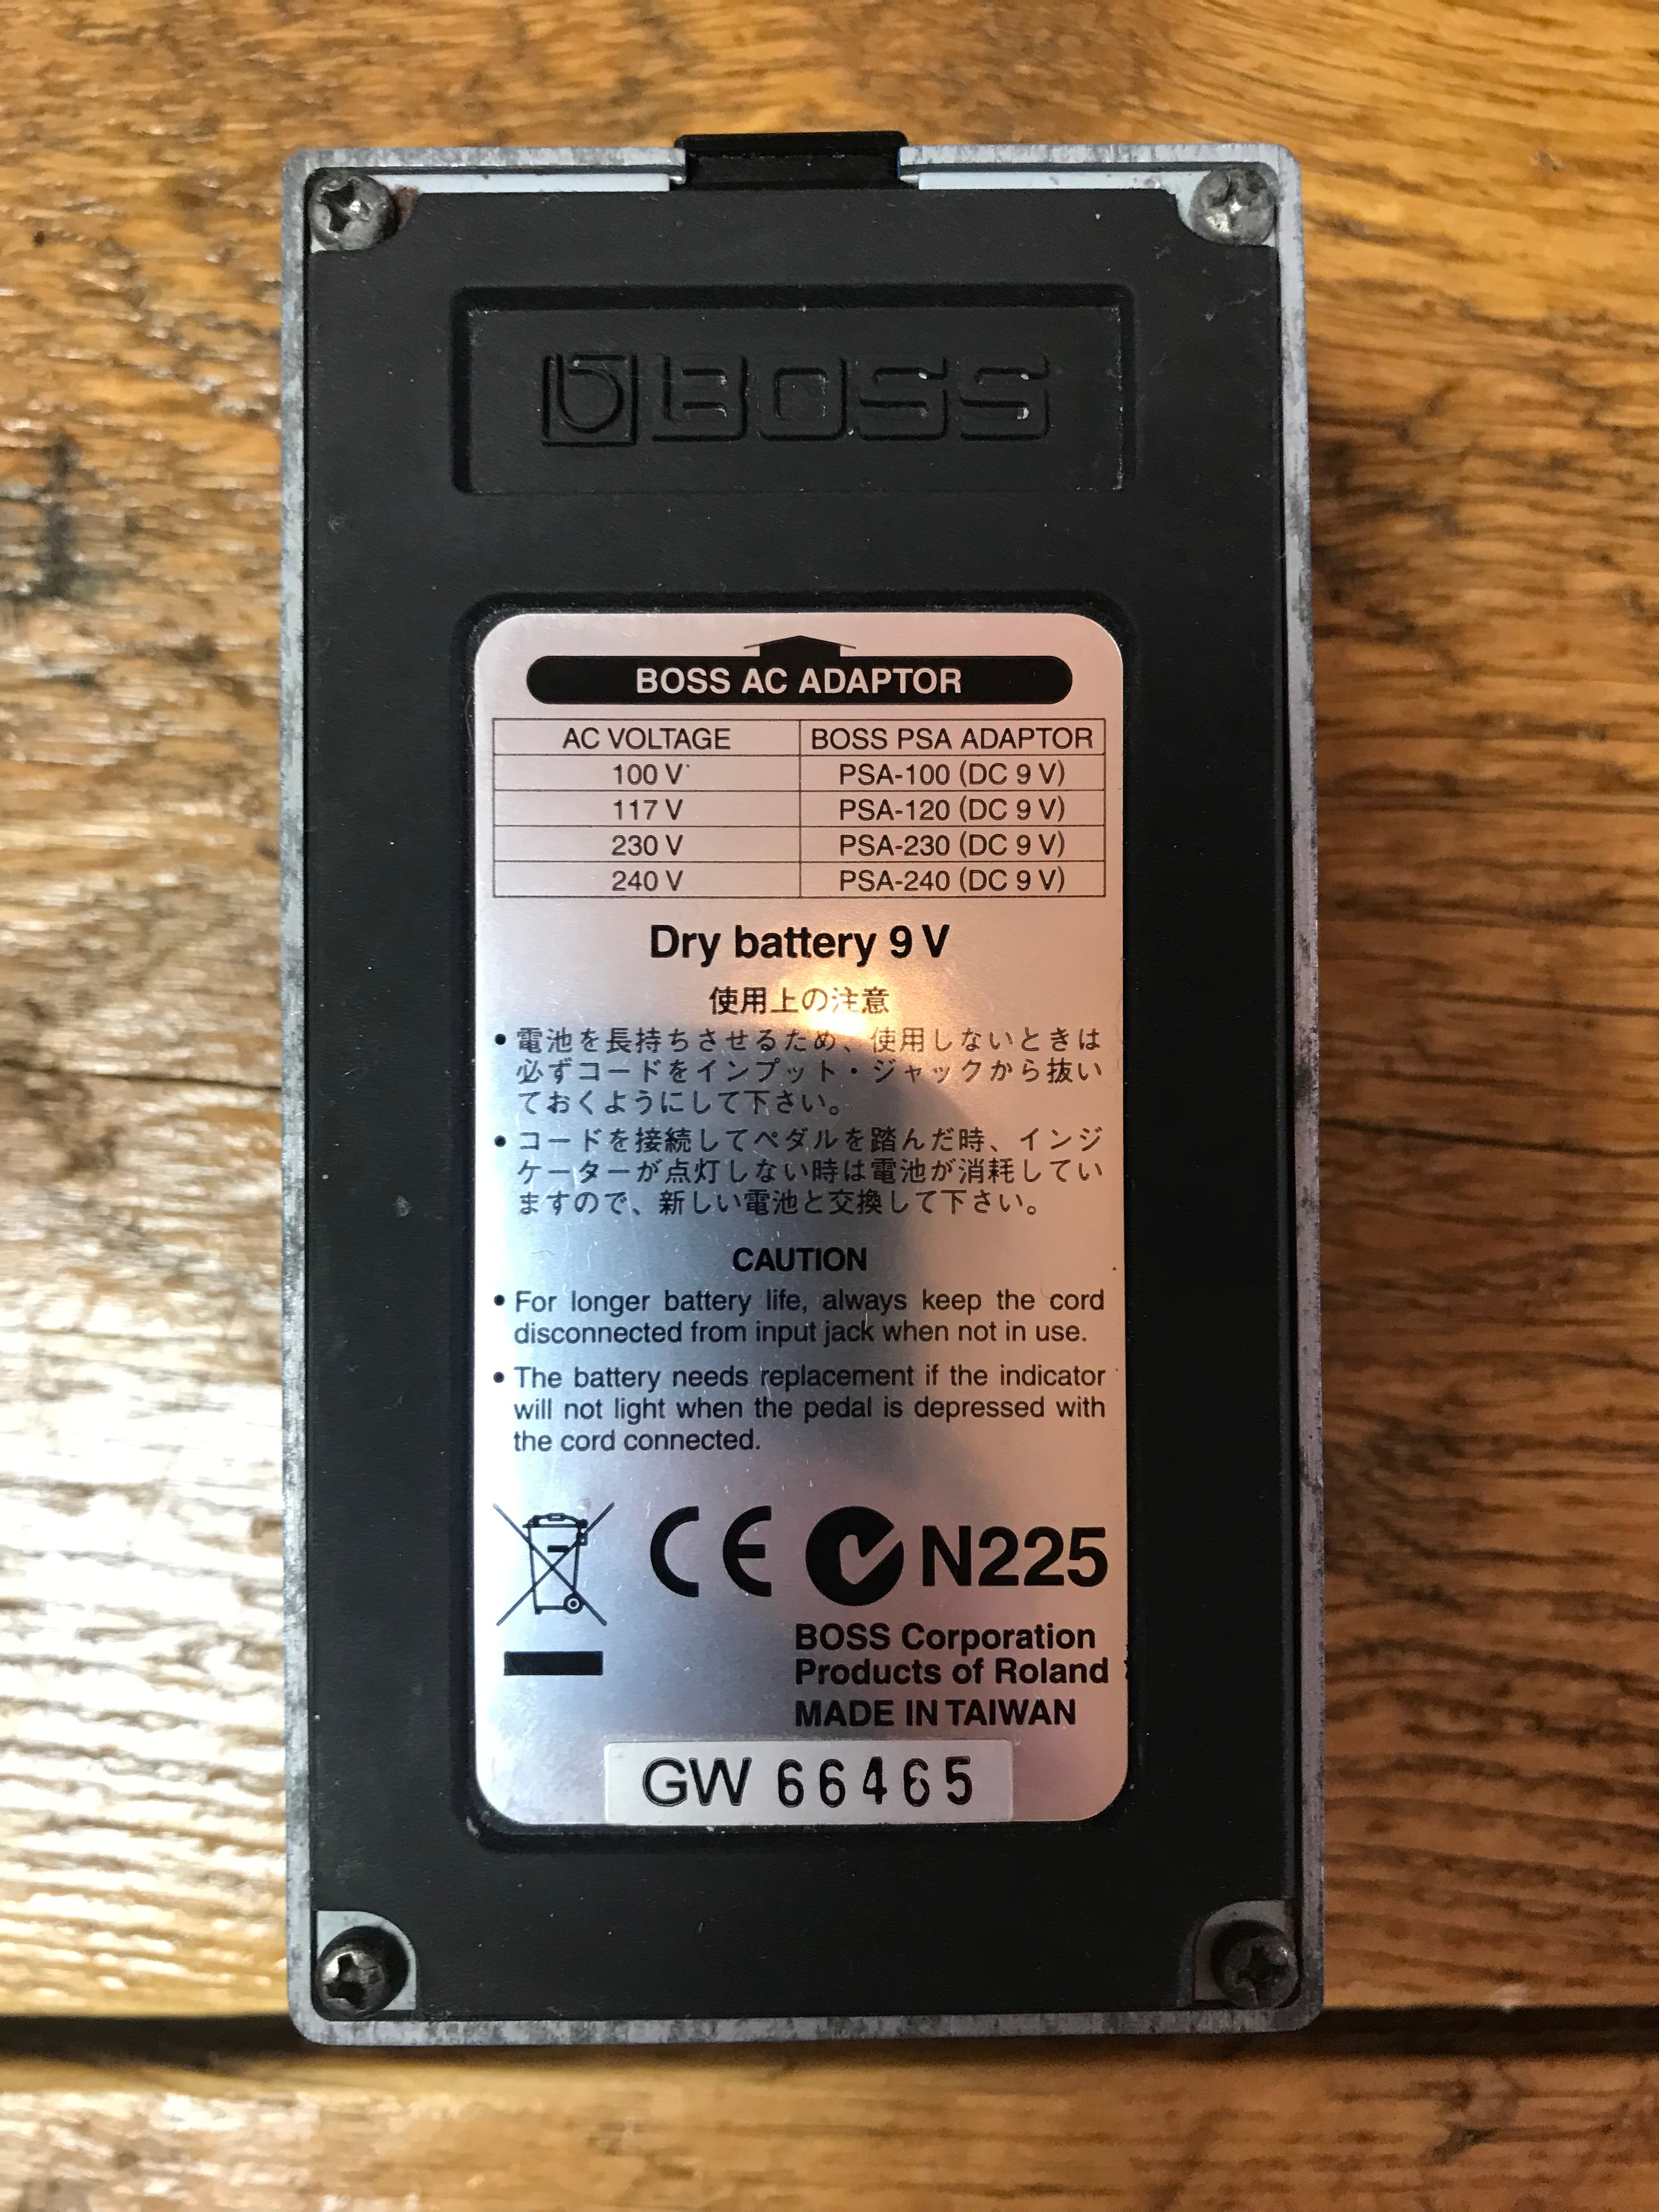 BOSS
BOSS AC ADAPTOR
AC VOLTAGE BOSS PSA ADAPTOR
100 V PSA-100 (DC 9 V)
117 V PSA-120 (DC 9 V)
230 V PSA-230 (DC 9 V)
240 V PSA-240 (DC 9 V)
Dry battery 9 V
使用上の注意
• 電池を長持ちさせるため、使用しないときは
必ずコードをインプット・ジャックから抜い
ておくようにして下さい。
• コードを接続してペダルを踏んだ時、インジ
ケーターが点灯しない時は電池が消耗してい
ますので、新しい電池と交換して下さい。
CAUTION
• For longer battery life, always keep the cord
disconnected from input jack when not in use.
• The battery needs replacement if the indicator
will not light when the pedal is depressed with
the cord connected.
CE N225
BOSS Corporation
Products of Roland
MADE IN TAIWAN
GW 66465